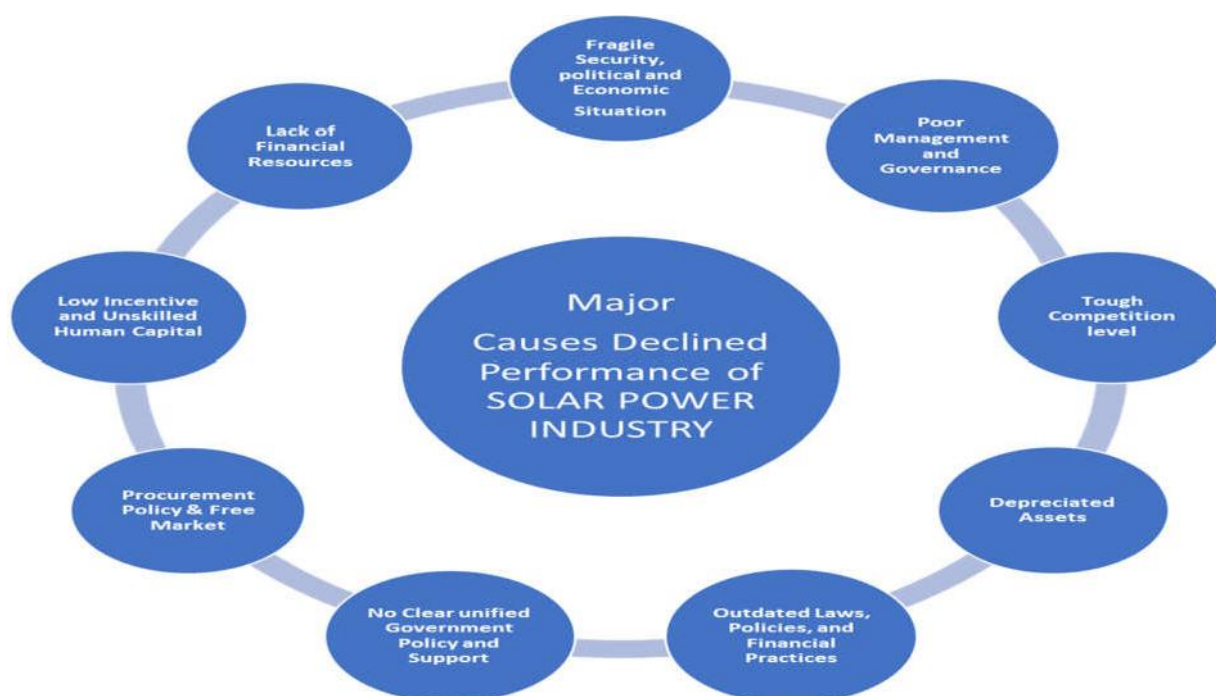 Fragile
Security,
political and
Economic
Situation
Poor
Management
and
Governance
Tough
Competition
level
Depreciated
Assets
Outdated Laws,
Policies, and
Financial
Practices
No Clear unified
Government
Policy and
Support
Procurement
Policy & Free
Market
Low Incentive
and Unskilled
Human Capital
Lack of
Financial
Resources
Major
Causes Declined
Performance of
SOLAR POWER
INDUSTRY